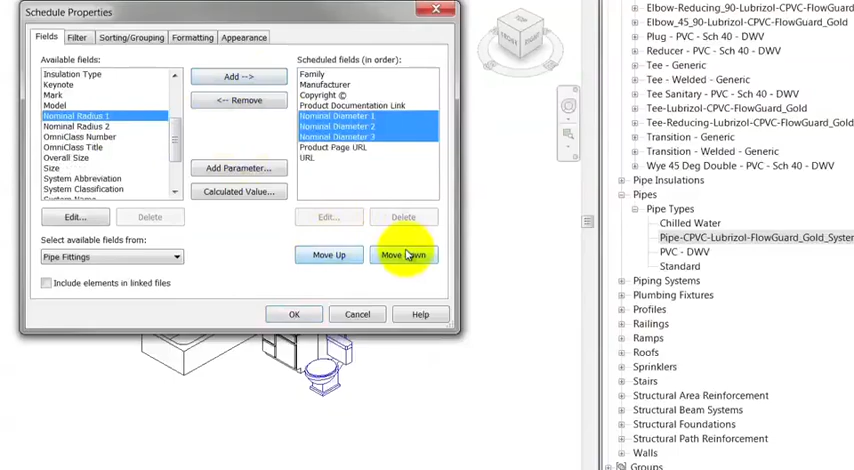 Schedule Properties
Fields
Filter
Sorting/Grouping
Formatting
Appearance
Available fields:
Insulation Type
Keynote
Mark
Model
Nominal Radius 1
Nominal Radius 2
OmniClass Number
OmniClass Title
Overall Size
Size
System Abbreviation
System Classification
Add -->
<-- Remove
Add Parameter...
Calculated Value...
Scheduled fields (in order):
Family
Manufacturer
Copyright ©
Product Documentation Link
Nominal Diameter 1
Nominal Diameter 2
Nominal Diameter 3
Product Page URL
URL
Edit...
Delete
Edit...
Delete
Select available fields from:
Pipe Fittings
Move Up
Move Down
Include elements in linked files
OK
Cancel
Help
TOP
FRONT
Elbow-Reducing_90-Lubrizol-CPVC-FlowGuard
Elbow_45_90-Lubrizol-CPVC-FlowGuard_Gold
Plug - PVC - Sch 40 - DWV
Reducer - PVC - Sch 40 - DWV
Tee - Generic
Tee - Welded - Generic
Tee Sanitary - PVC - Sch 40 - DWV
Tee-Lubrizol-CPVC-FlowGuard_Gold
Tee-Reducing-Lubrizol-CPVC-FlowGuard_Gold
Transition - Generic
Transition - Welded - Generic
Wye 45 Deg Double - PVC - Sch 40 - DWV
Pipe Insulations
Pipes
Pipe Types
Chilled Water
Pipe-CPVC-Lubrizol-FlowGuard_Gold_System
PVC - DWV
Standard
Piping Systems
Plumbing Fixtures
Profiles
Railings
Ramps
Roofs
Sprinklers
Stairs
Structural Area Reinforcement
Structural Beam Systems
Structural Foundations
Structural Path Reinforcement
Walls
Groups